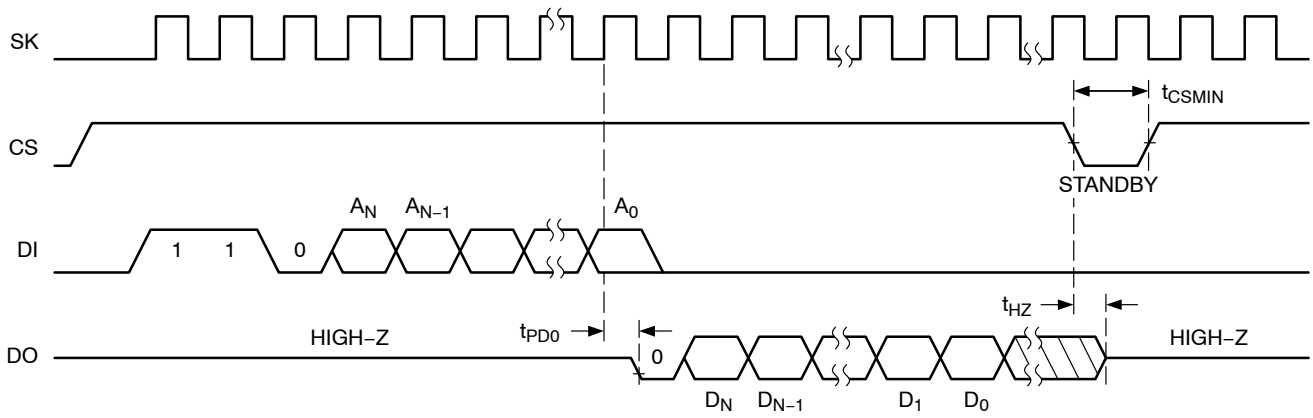 SK
t_CSMIN
CS
STANDBY
A_N A_N−1 A_0
DI 1 1 0
t_HZ
t_PD0
HIGH−Z HIGH−Z
DO 0
D_N D_N−1 D_1 D_0